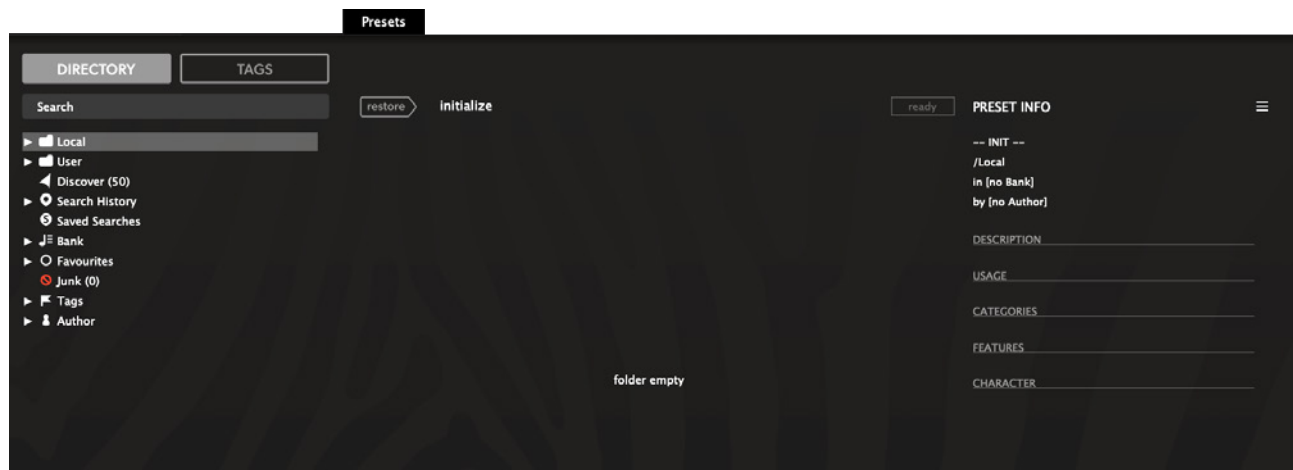 Presets
DIRECTORY
TAGS
Search
restore
initialize
ready
PRESET INFO
Local
User
Discover (50)
Search History
Saved Searches
Bank
Favourites
Junk (0)
Tags
Author
-- INIT --
/Local
in [no Bank]
by [no Author]
DESCRIPTION
USAGE
CATEGORIES
FEATURES
CHARACTER
folder empty